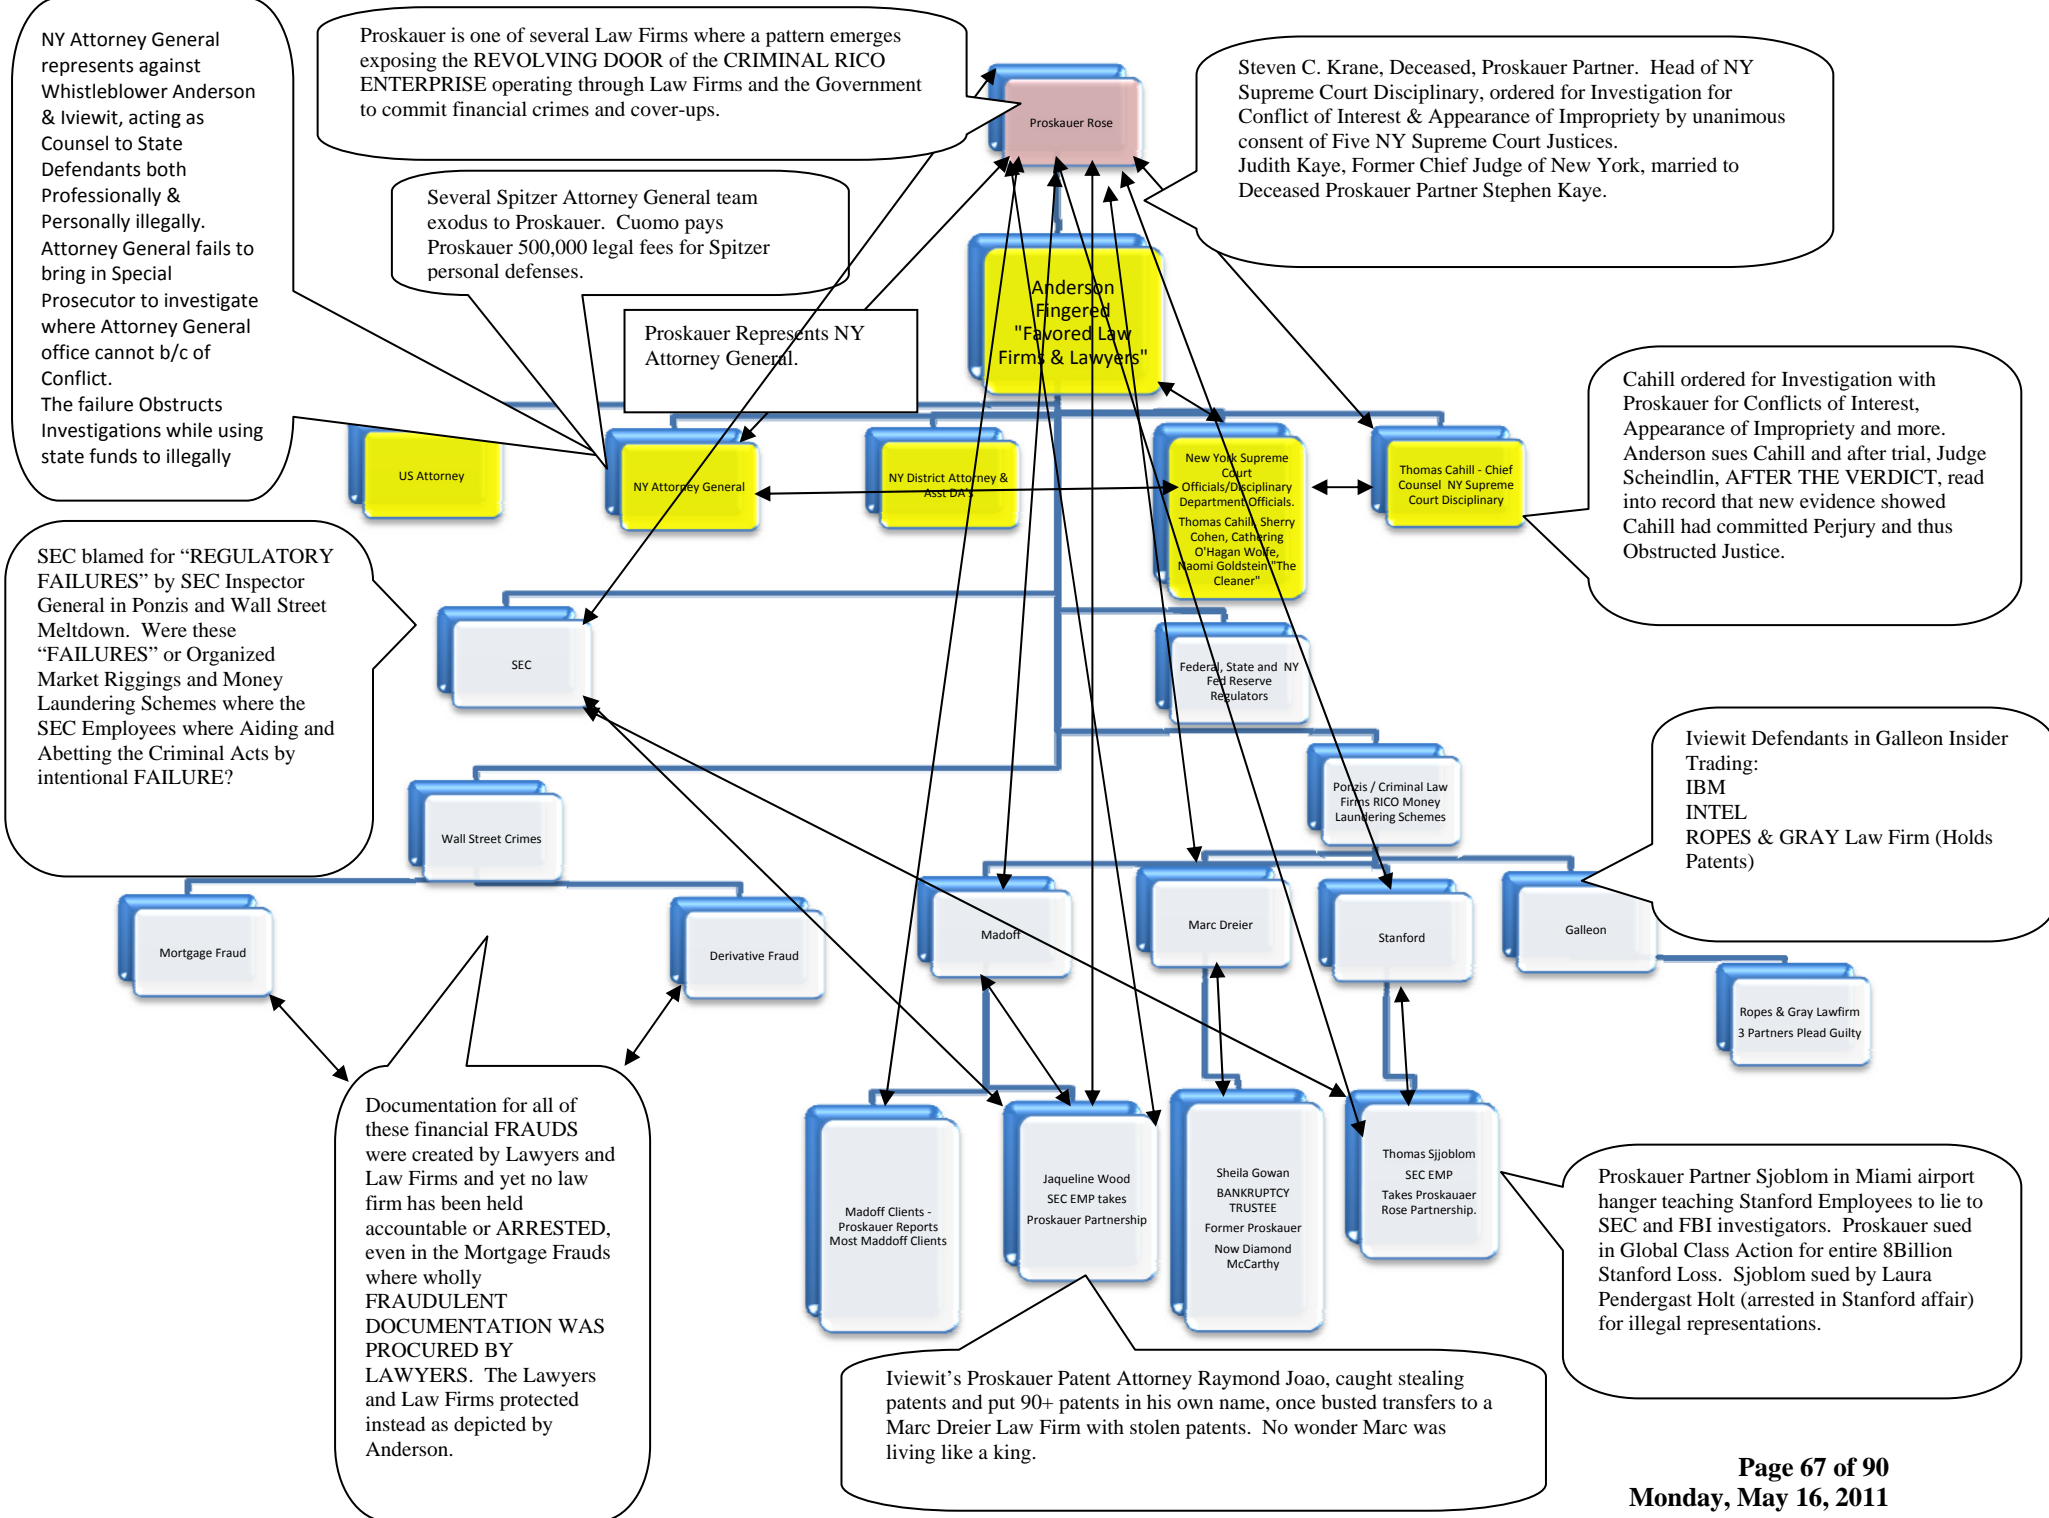 NY Attorney General
represents against
Whistleblower Anderson
& Iviewit, acting as
Counsel to State
Defendants both
Professionally &
Personally illegally.
Attorney General fails to
bring in Special
Prosecutor to investigate
where Attorney General
office cannot b/c of
Conflict.
The failure Obstructs
Investigations while using
state funds to illegally
Proskauer is one of several Law Firms where a pattern emerges
exposing the REVOLVING DOOR of the CRIMINAL RICO
ENTERPRISE operating through Law Firms and the Government
to commit financial crimes and cover-ups.
Proskauer Rose
Steven C. Krane, Deceased, Proskauer Partner.  Head of NY
Supreme Court Disciplinary, ordered for Investigation for
Conflict of Interest & Appearance of Impropriety by unanimous
consent of Five NY Supreme Court Justices.
Judith Kaye, Former Chief Judge of New York, married to
Deceased Proskauer Partner Stephen Kaye.
Several Spitzer Attorney General team
exodus to Proskauer.  Cuomo pays
Proskauer 500,000 legal fees for Spitzer
personal defenses.
Proskauer Represents NY
Attorney General.
Anderson
Fingered
"Favored Law
Firms & Lawyers"
Cahill ordered for Investigation with
Proskauer for Conflicts of Interest,
Appearance of Impropriety and more.
Anderson sues Cahill and after trial, Judge
Scheindlin, AFTER THE VERDICT, read
into record that new evidence showed
Cahill had committed Perjury and thus
Obstructed Justice.
US Attorney
NY Attorney General
NY District Attorney &
Asst DA's
New York Supreme
Court
Officials/Disciplinary
Department Officials.
Thomas Cahill, Sherry
Cohen, Cathering
O'Hagan Wolfe,
Naomi Goldstein "The
Cleaner"
Thomas Cahill - Chief
Counsel  NY Supreme
Court Disciplinary
SEC blamed for “REGULATORY
FAILURES” by SEC Inspector
General in Ponzis and Wall Street
Meltdown.  Were these
“FAILURES” or Organized
Market Riggings and Money
Laundering Schemes where the
SEC Employees where Aiding and
Abetting the Criminal Acts by
intentional FAILURE?
SEC
Federal, State and  NY
Fed Reserve
Regulators
Ponzis / Criminal Law
Firms RICO Money
Laundering Schemes
Iviewit Defendants in Galleon Insider
Trading:
IBM
INTEL
ROPES & GRAY Law Firm (Holds
Patents)
Wall Street Crimes
Mortgage Fraud
Derivative Fraud
Madoff
Marc Dreier
Stanford
Galleon
Ropes & Gray Lawfirm
3 Partners Plead Guilty
Documentation for all of
these financial FRAUDS
were created by Lawyers and
Law Firms and yet no law
firm has been held
accountable or ARRESTED,
even in the Mortgage Frauds
where wholly
FRAUDULENT
DOCUMENTATION WAS
PROCURED BY
LAWYERS.  The Lawyers
and Law Firms protected
instead as depicted by
Anderson.
Madoff Clients -
Proskauer Reports
Most Maddoff Clients
Jaqueline Wood
SEC EMP takes
Proskauer Partnership
Sheila Gowan
BANKRUPTCY
TRUSTEE
Former Proskauer
Now Diamond
McCarthy
Thomas Sjjoblom
SEC EMP
Takes Proskauaer
Rose Partnership.
Proskauer Partner Sjoblom in Miami airport
hanger teaching Stanford Employees to lie to
SEC and FBI investigators.  Proskauer sued
in Global Class Action for entire 8Billion
Stanford Loss.  Sjoblom sued by Laura
Pendergast Holt (arrested in Stanford affair)
for illegal representations.
Iviewit’s Proskauer Patent Attorney Raymond Joao, caught stealing
patents and put 90+ patents in his own name, once busted transfers to a
Marc Dreier Law Firm with stolen patents.  No wonder Marc was
living like a king.
Page 67 of 90
Monday, May 16, 2011